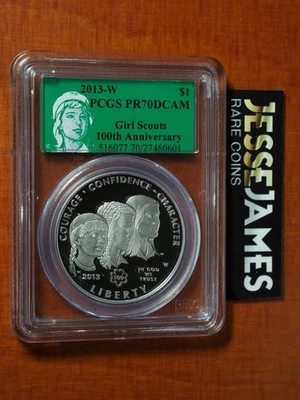 2013-W $1
PCGS PR70DCAM
Girl Scouts
100th Anniversary
516077.70/27460601
COURAGE · CONFIDENCE · CHARACTER
2013
100
W
IN GOD
WE
TRUST
LIBERTY
JESSE JAMES
RARE COINS